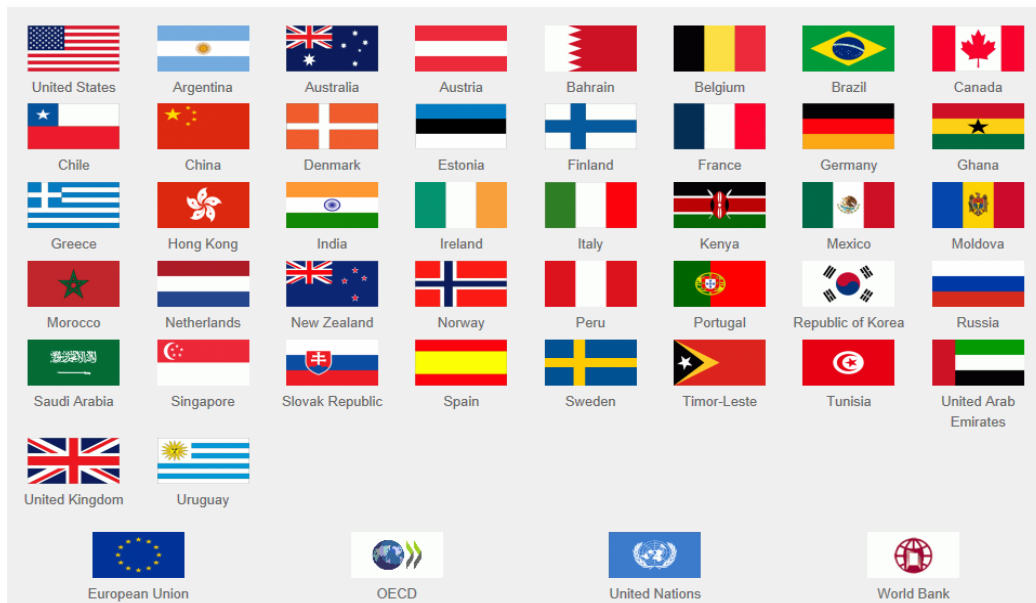 United States Argentina Australia Austria Bahrain Belgium Brazil Canada
Chile China Denmark Estonia Finland France Germany Ghana
Greece Hong Kong India Ireland Italy Kenya Mexico Moldova
Morocco Netherlands New Zealand Norway Peru Portugal Republic of Korea Russia
Saudi Arabia Singapore Slovak Republic Spain Sweden Timor-Leste Tunisia United Arab
Emirates
United Kingdom Uruguay
European Union OECD United Nations World Bank